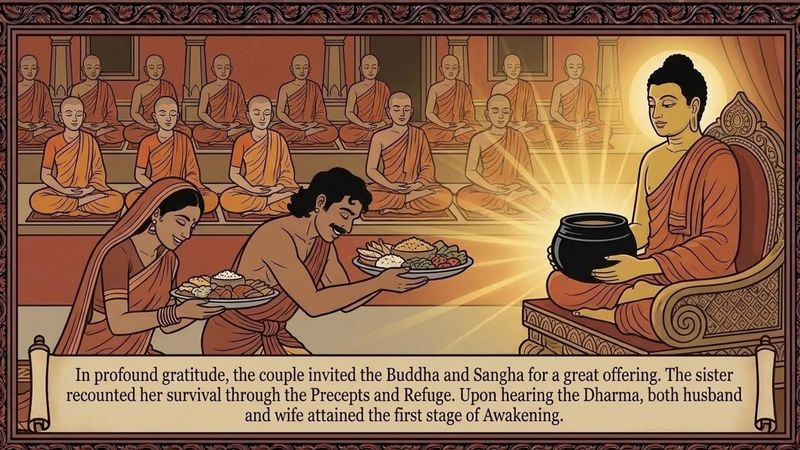 In profound gratitude, the couple invited the Buddha and Sangha for a great offering. The sister
recounted her survival through the Precepts and Refuge. Upon hearing the Dharma, both husband
and wife attained the first stage of Awakening.